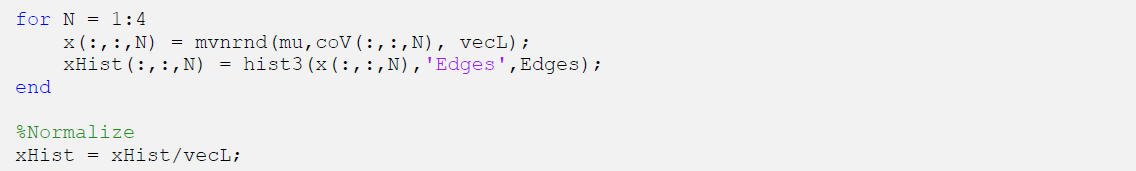 for N = 1:4
x(:,:,N) = mvnrnd(mu,coV(:,:,N), vecL);
xHist(:,:,N) = hist3(x(:,:,N),'Edges',Edges);
end
%Normalize
xHist = xHist/vecL;